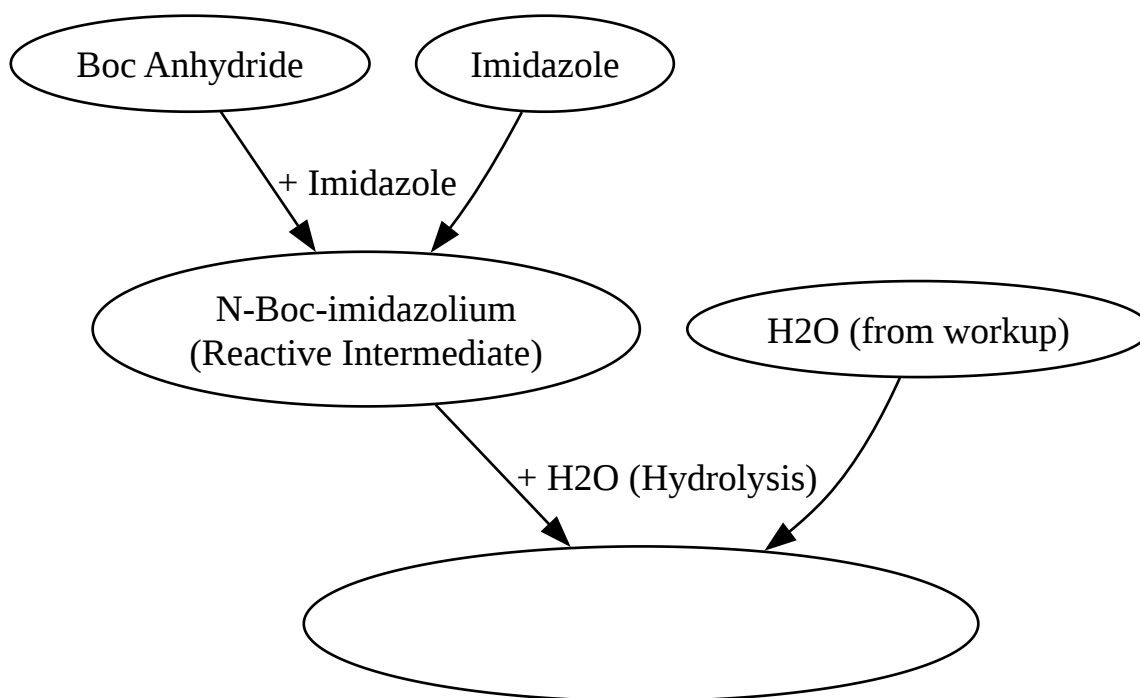 Boc Anhydride
Imidazole
+ Imidazole
N-Boc-imidazolium
(Reactive Intermediate)
H2O (from workup)
+ H2O (Hydrolysis)